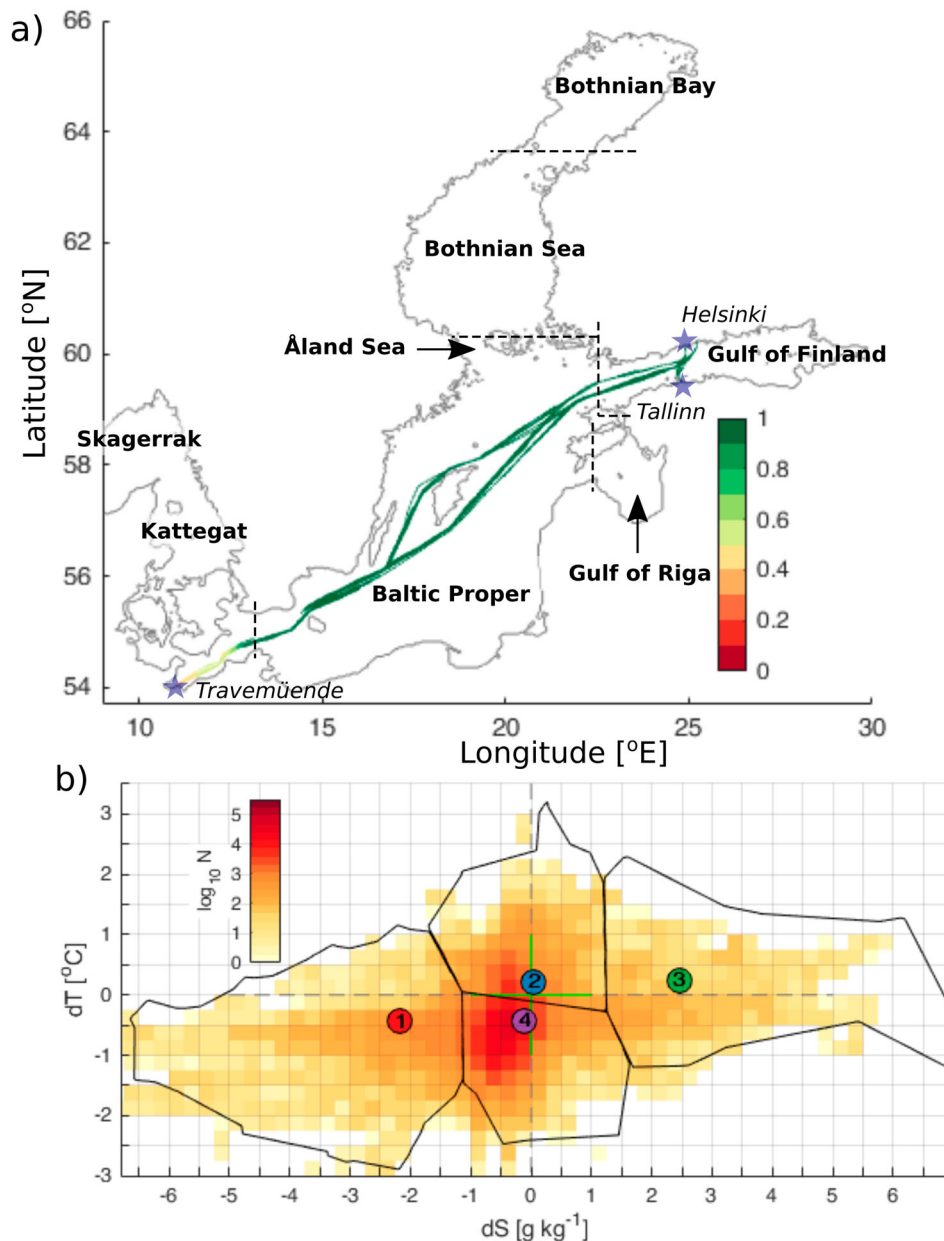 a)
66
64
62
60
58
56
54
Latitude [°N]
Bothnian Bay
Bothnian Sea
Åland Sea
Helsinki
Gulf of Finland
Tallinn
Skagerrak
Kattegat
Gulf of Riga
Baltic Proper
Travemüende
1
0.8
0.6
0.4
0.2
0
10 15 20 25 30
Longitude [°E]
b)
3
2
1
0
-1
-2
-3
dT [°C]
log10 N
5
4
3
2
1
0
1
2
3
4
-6 -5 -4 -3 -2 -1 0 1 2 3 4 5 6
dS [g kg-1]